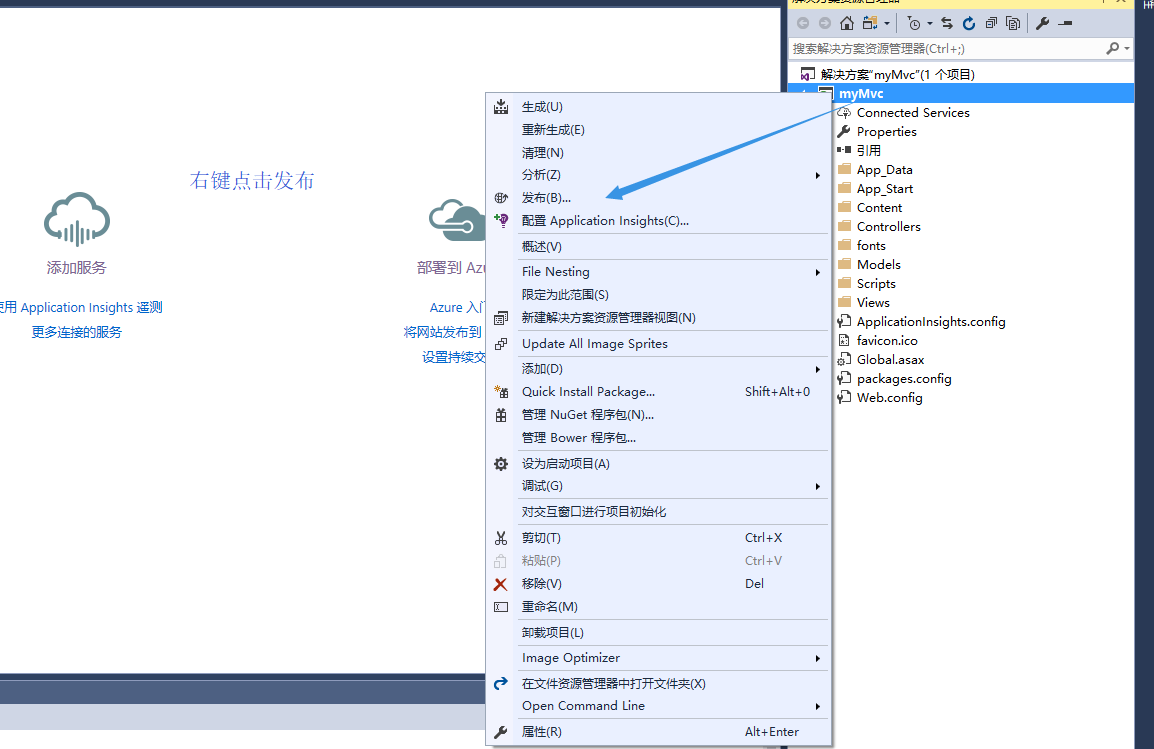 解决方案资源管理器
搜索解决方案资源管理器(Ctrl+;)
解决方案"myMvc"(1 个项目)
myMvc
Connected Services
Properties
引用
App_Data
App_Start
Content
Controllers
fonts
Models
Scripts
Views
ApplicationInsights.config
favicon.ico
Global.asax
packages.config
Web.config
右键点击发布
添加服务
使用 Application Insights 遥测
更多连接的服务
部署到 Azu
Azure 入门
将网站发布到
设置持续交
生成(U)
重新生成(E)
清理(N)
分析(Z)
发布(B)...
配置 Application Insights(C)...
概述(V)
File Nesting
限定为此范围(S)
新建解决方案资源管理器视图(N)
Update All Image Sprites
添加(D)
Quick Install Package... Shift+Alt+0
管理 NuGet 程序包(N)...
管理 Bower 程序包...
设为启动项目(A)
调试(G)
对交互窗口进行项目初始化
剪切(T) Ctrl+X
粘贴(P) Ctrl+V
移除(V) Del
重命名(M)
卸载项目(L)
Image Optimizer
在文件资源管理器中打开文件夹(X)
Open Command Line
属性(R) Alt+Enter